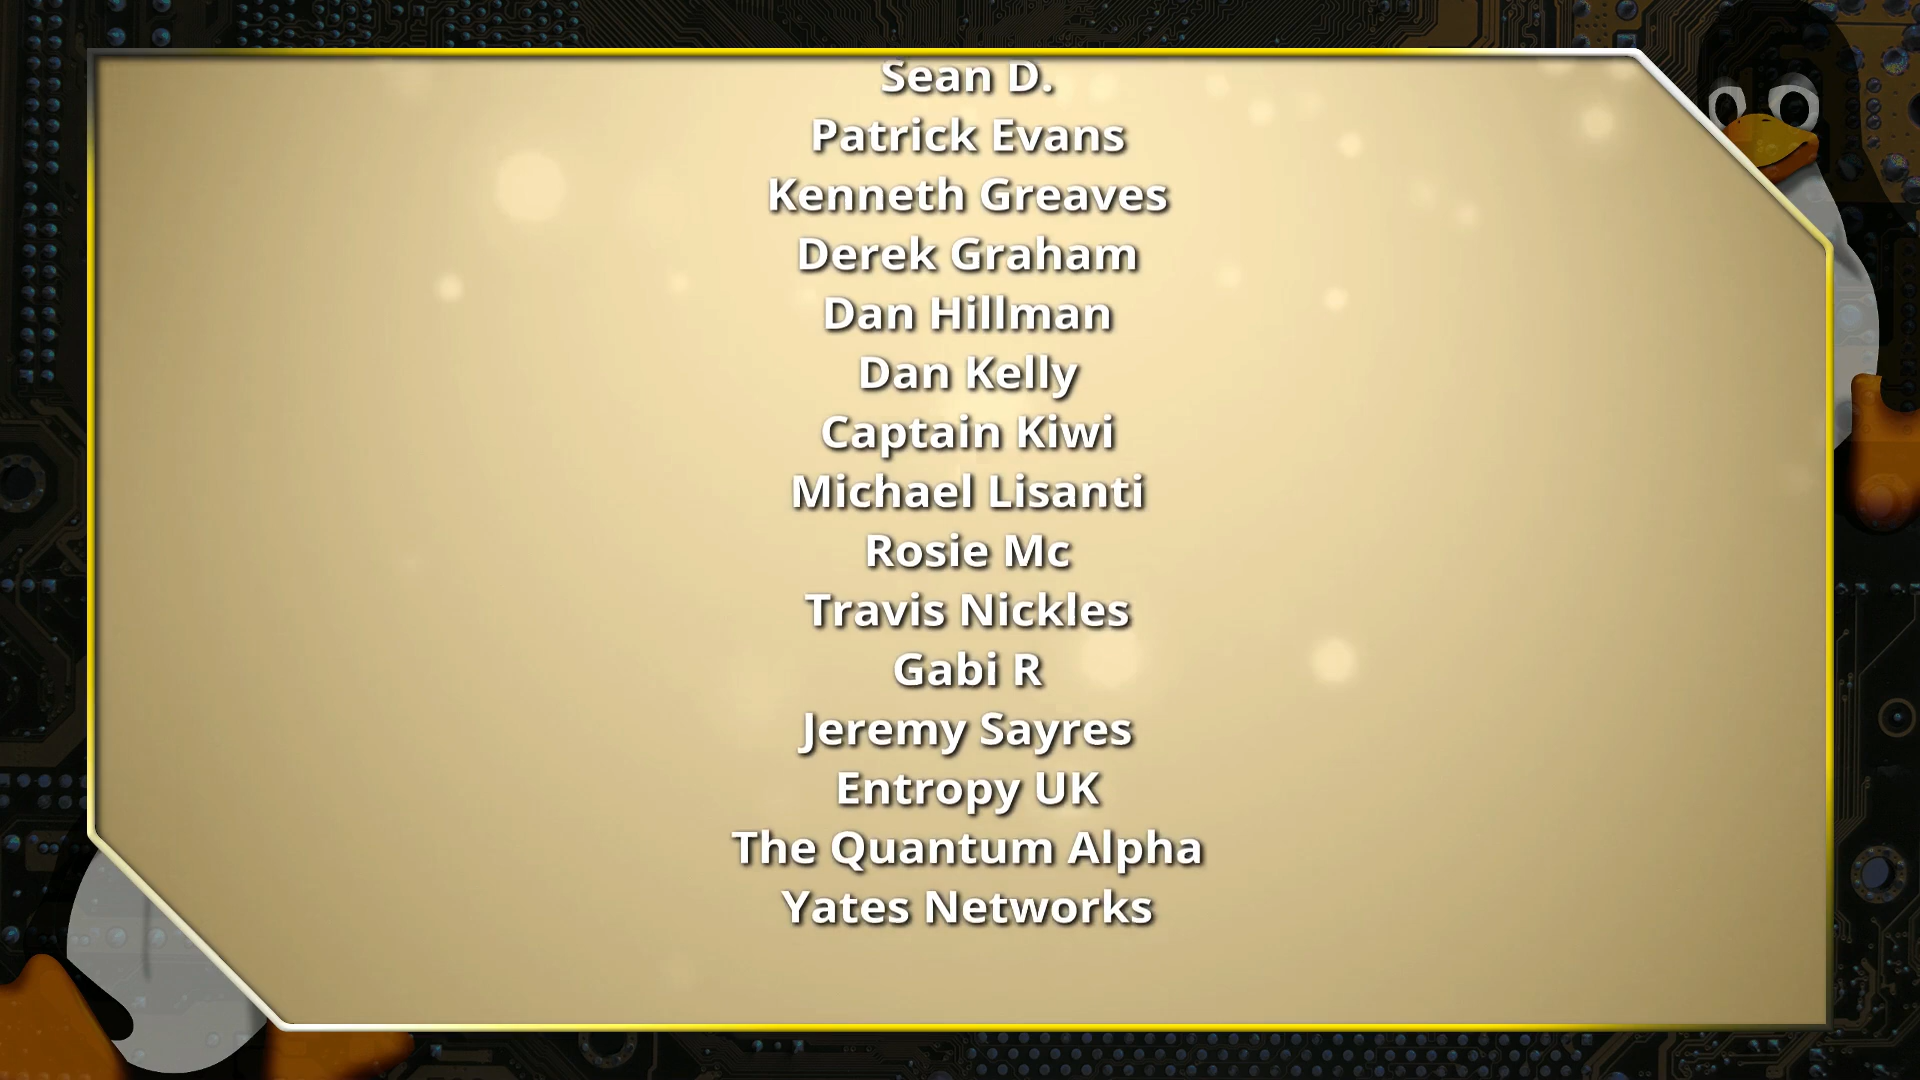 Sean D.
Patrick Evans
Kenneth Greaves
Derek Graham
Dan Hillman
Dan Kelly
Captain Kiwi
Michael Lisanti
Rosie Mc
Travis Nickles
Gabi R
Jeremy Sayres
Entropy UK
The Quantum Alpha
Yates Networks